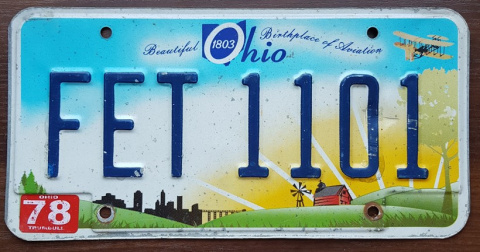 Beautiful Ohio Birthplace of Aviation
1803
FET 1101
OHIO
78
TRUMBULL